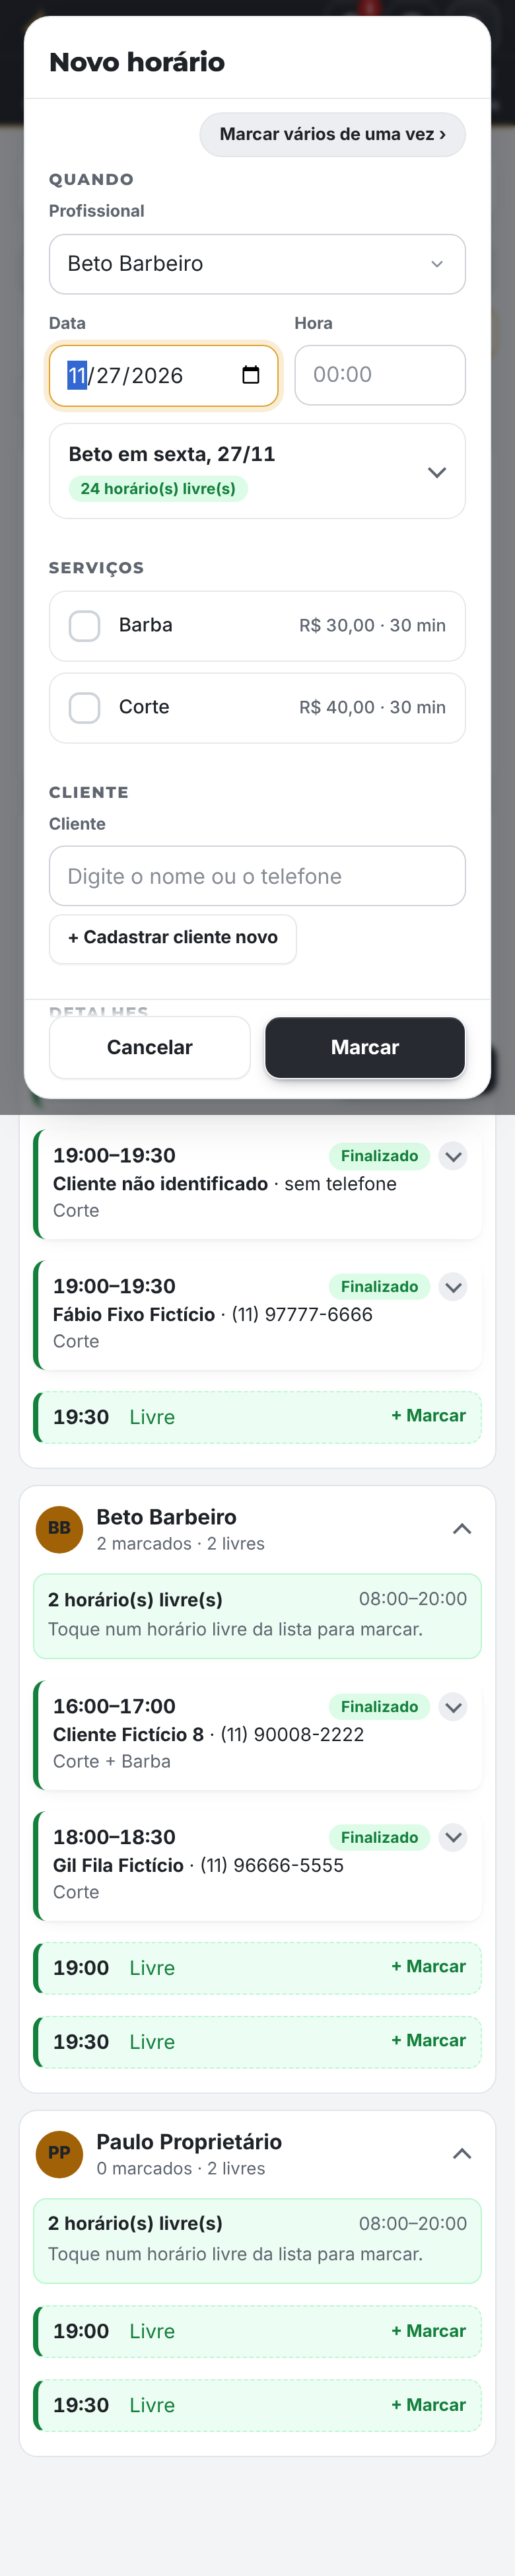 Novo horário
Marcar vários de uma vez ›
QUANDO
Profissional
Beto Barbeiro
Data
Hora
11/27/2026
00:00
Beto em sexta, 27/11
24 horário(s) livre(s)
SERVIÇOS
Barba
R$ 30,00 · 30 min
Corte
R$ 40,00 · 30 min
CLIENTE
Cliente
Digite o nome ou o telefone
+ Cadastrar cliente novo
DETALHES
Cancelar
Marcar
19:00–19:30
Finalizado
Cliente não identificado · sem telefone
Corte
19:00–19:30
Finalizado
Fábio Fixo Fictício · (11) 97777-6666
Corte
19:30 Livre
+ Marcar
BB
Beto Barbeiro
2 marcados · 2 livres
2 horário(s) livre(s)
08:00–20:00
Toque num horário livre da lista para marcar.
16:00–17:00
Finalizado
Cliente Fictício 8 · (11) 90008-2222
Corte + Barba
18:00–18:30
Finalizado
Gil Fila Fictício · (11) 96666-5555
Corte
19:00 Livre
+ Marcar
19:30 Livre
+ Marcar
PP
Paulo Proprietário
0 marcados · 2 livres
2 horário(s) livre(s)
08:00–20:00
Toque num horário livre da lista para marcar.
19:00 Livre
+ Marcar
19:30 Livre
+ Marcar